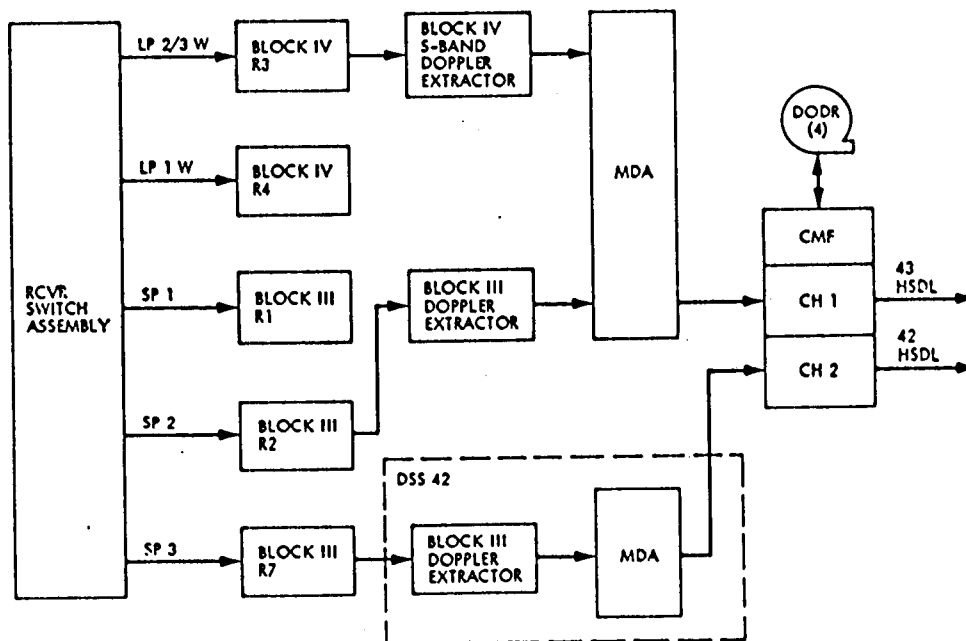 RCVR
SWITCH
ASSEMBLY
LP 2/3 W
BLOCK IV
R3
BLOCK IV
S-BAND
DOPPLER
EXTRACTOR
LP 1 W
BLOCK IV
R4
MDA
DODR
(4)
CMF
SP 1
BLOCK III
R1
BLOCK III
DOPPLER
EXTRACTOR
CH 1
43
HSDL
SP 2
BLOCK III
R2
CH 2
42
HSDL
DSS 42
SP 3
BLOCK III
R7
BLOCK III
DOPPLER
EXTRACTOR
MDA